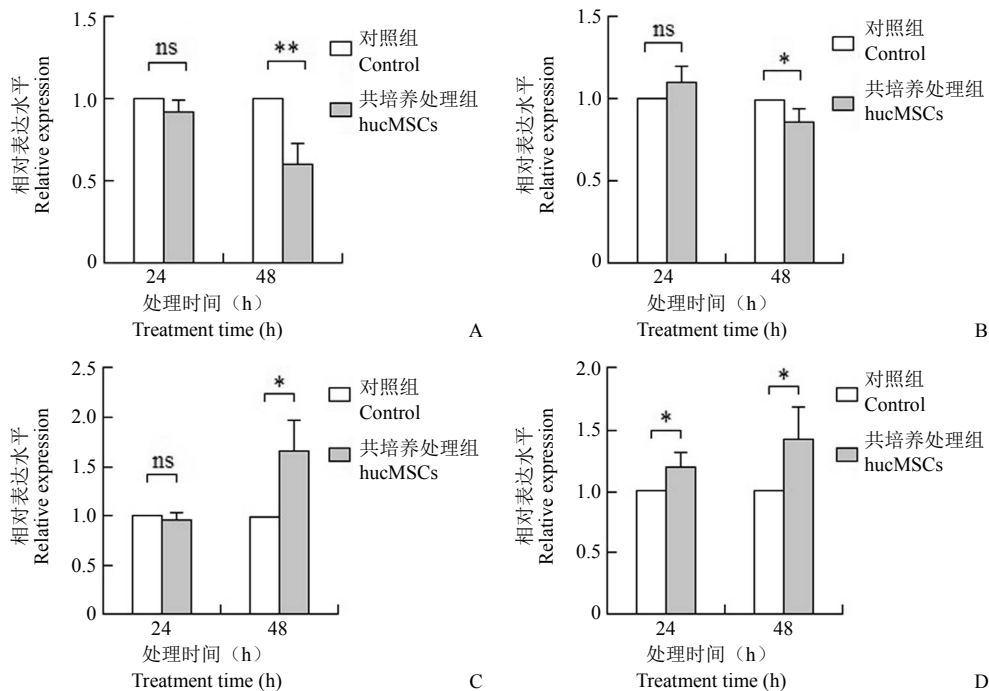 1.5
1.0
0.5
0
相对表达水平
Relative expression
ns
**
对照组
Control
共培养处理组
hucMSCs
24
48
处理时间（h）
Treatment time (h)
A
1.5
1.0
0.5
0
相对表达水平
Relative expression
ns
*
对照组
Control
共培养处理组
hucMSCs
24
48
处理时间（h）
Treatment time (h)
B
2.5
2.0
1.5
1.0
0.5
0
相对表达水平
Relative expression
ns
*
对照组
Control
共培养处理组
hucMSCs
24
48
处理时间（h）
Treatment time (h)
C
2.0
1.5
1.0
0.5
0
相对表达水平
Relative expression
*
*
对照组
Control
共培养处理组
hucMSCs
24
48
处理时间（h）
Treatment time (h)
D